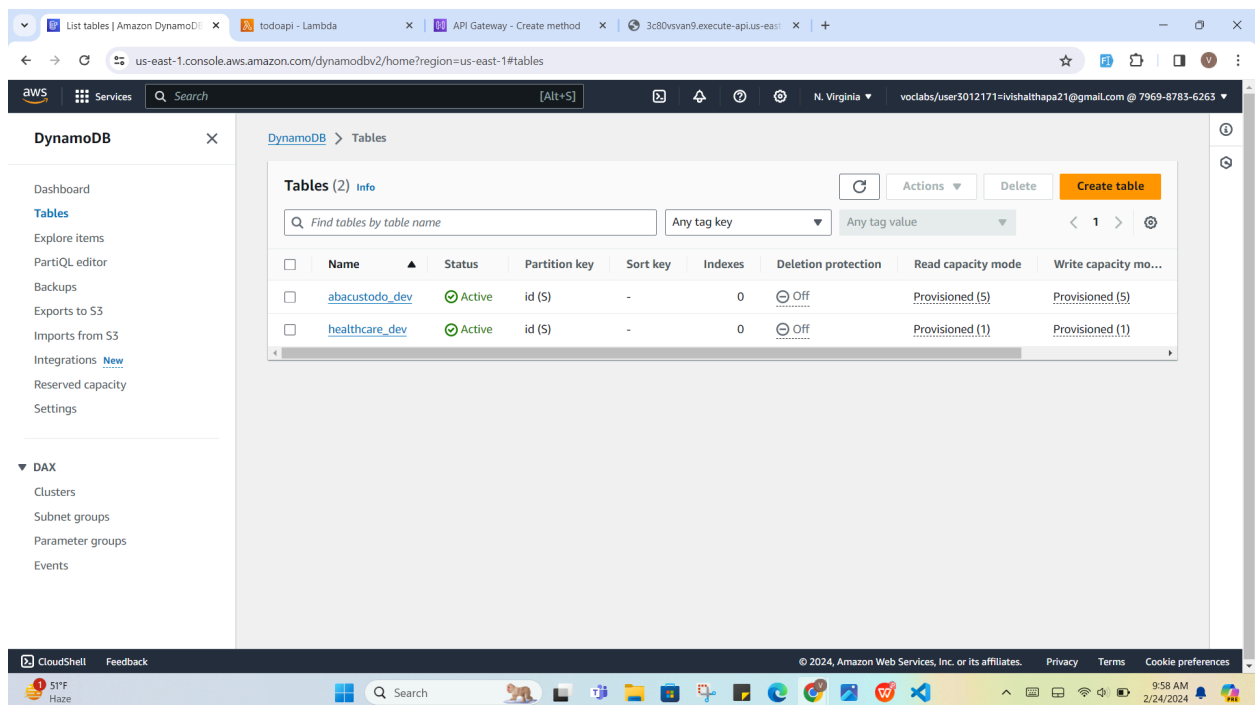 List tables | Amazon DynamoDB
todoapi - Lambda
API Gateway - Create method
3c80vsvan9.execute-api.us-east
us-east-1.console.aws.amazon.com/dynamodbv2/home?region=us-east-1#tables
V
aws
Services
Search
[Alt+S]
N. Virginia
voclabs/user3012171=ivishalthapa21@gmail.com @ 7969-8783-6263
DynamoDB
Dashboard
Tables
Explore items
PartiQL editor
Backups
Exports to S3
Imports from S3
Integrations New
Reserved capacity
Settings
DAX
Clusters
Subnet groups
Parameter groups
Events
DynamoDB > Tables
Tables (2) Info
Actions
Delete
Create table
Find tables by table name
Any tag key
Any tag value
1
Name Status Partition key Sort key Indexes Deletion protection Read capacity mode Write capacity mo...
abacustodo_dev Active id (S) - 0 Off Provisioned (5) Provisioned (5)
healthcare_dev Active id (S) - 0 Off Provisioned (1) Provisioned (1)
CloudShell Feedback
© 2024, Amazon Web Services, Inc. or its affiliates. Privacy Terms Cookie preferences
1
51°F
Haze
Search
9:58 AM
2/24/2024